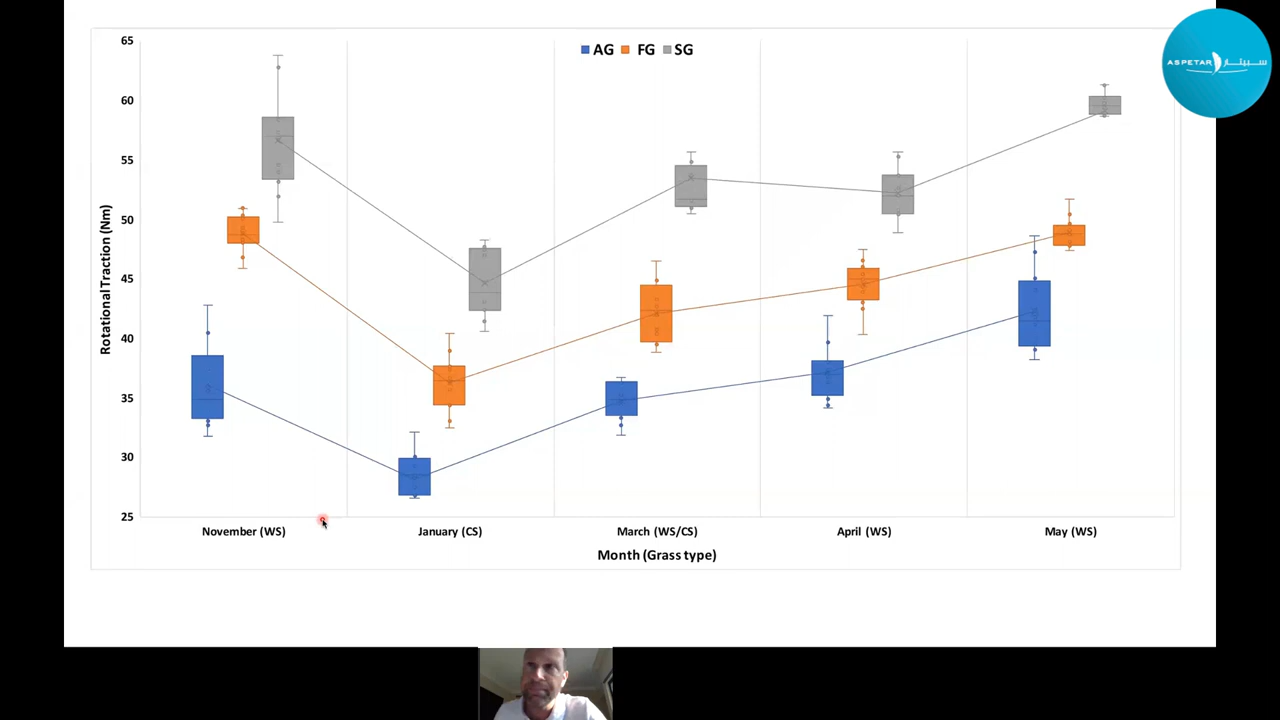 65
AG FG SG
60
55
50
45
40
35
30
25
Rotational Traction (Nm)
November (WS) January (CS) March (WS/CS) April (WS) May (WS)
Month (Grass type)
ASPETAR سبيتار